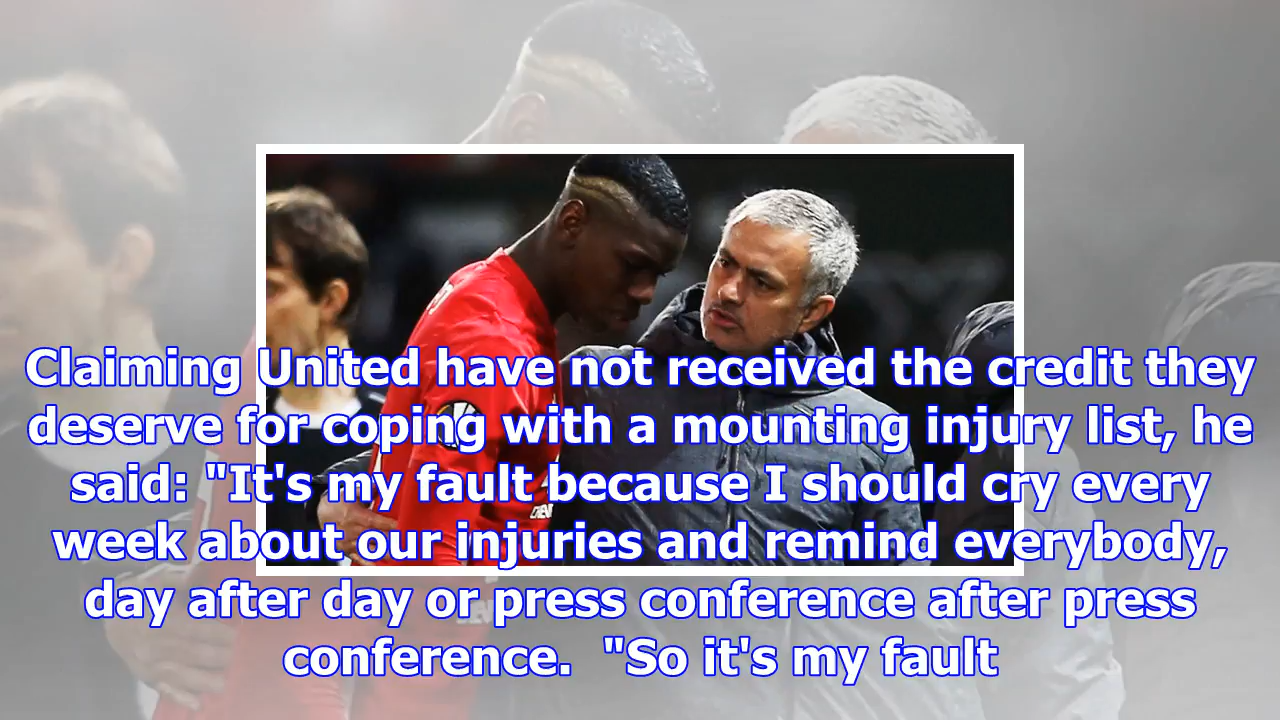 Claiming United have not received the credit they
deserve for coping with a mounting injury list, he
said: "It's my fault because I should cry every
week about our injuries and remind everybody,
day after day or press conference after press
conference.  "So it's my fault